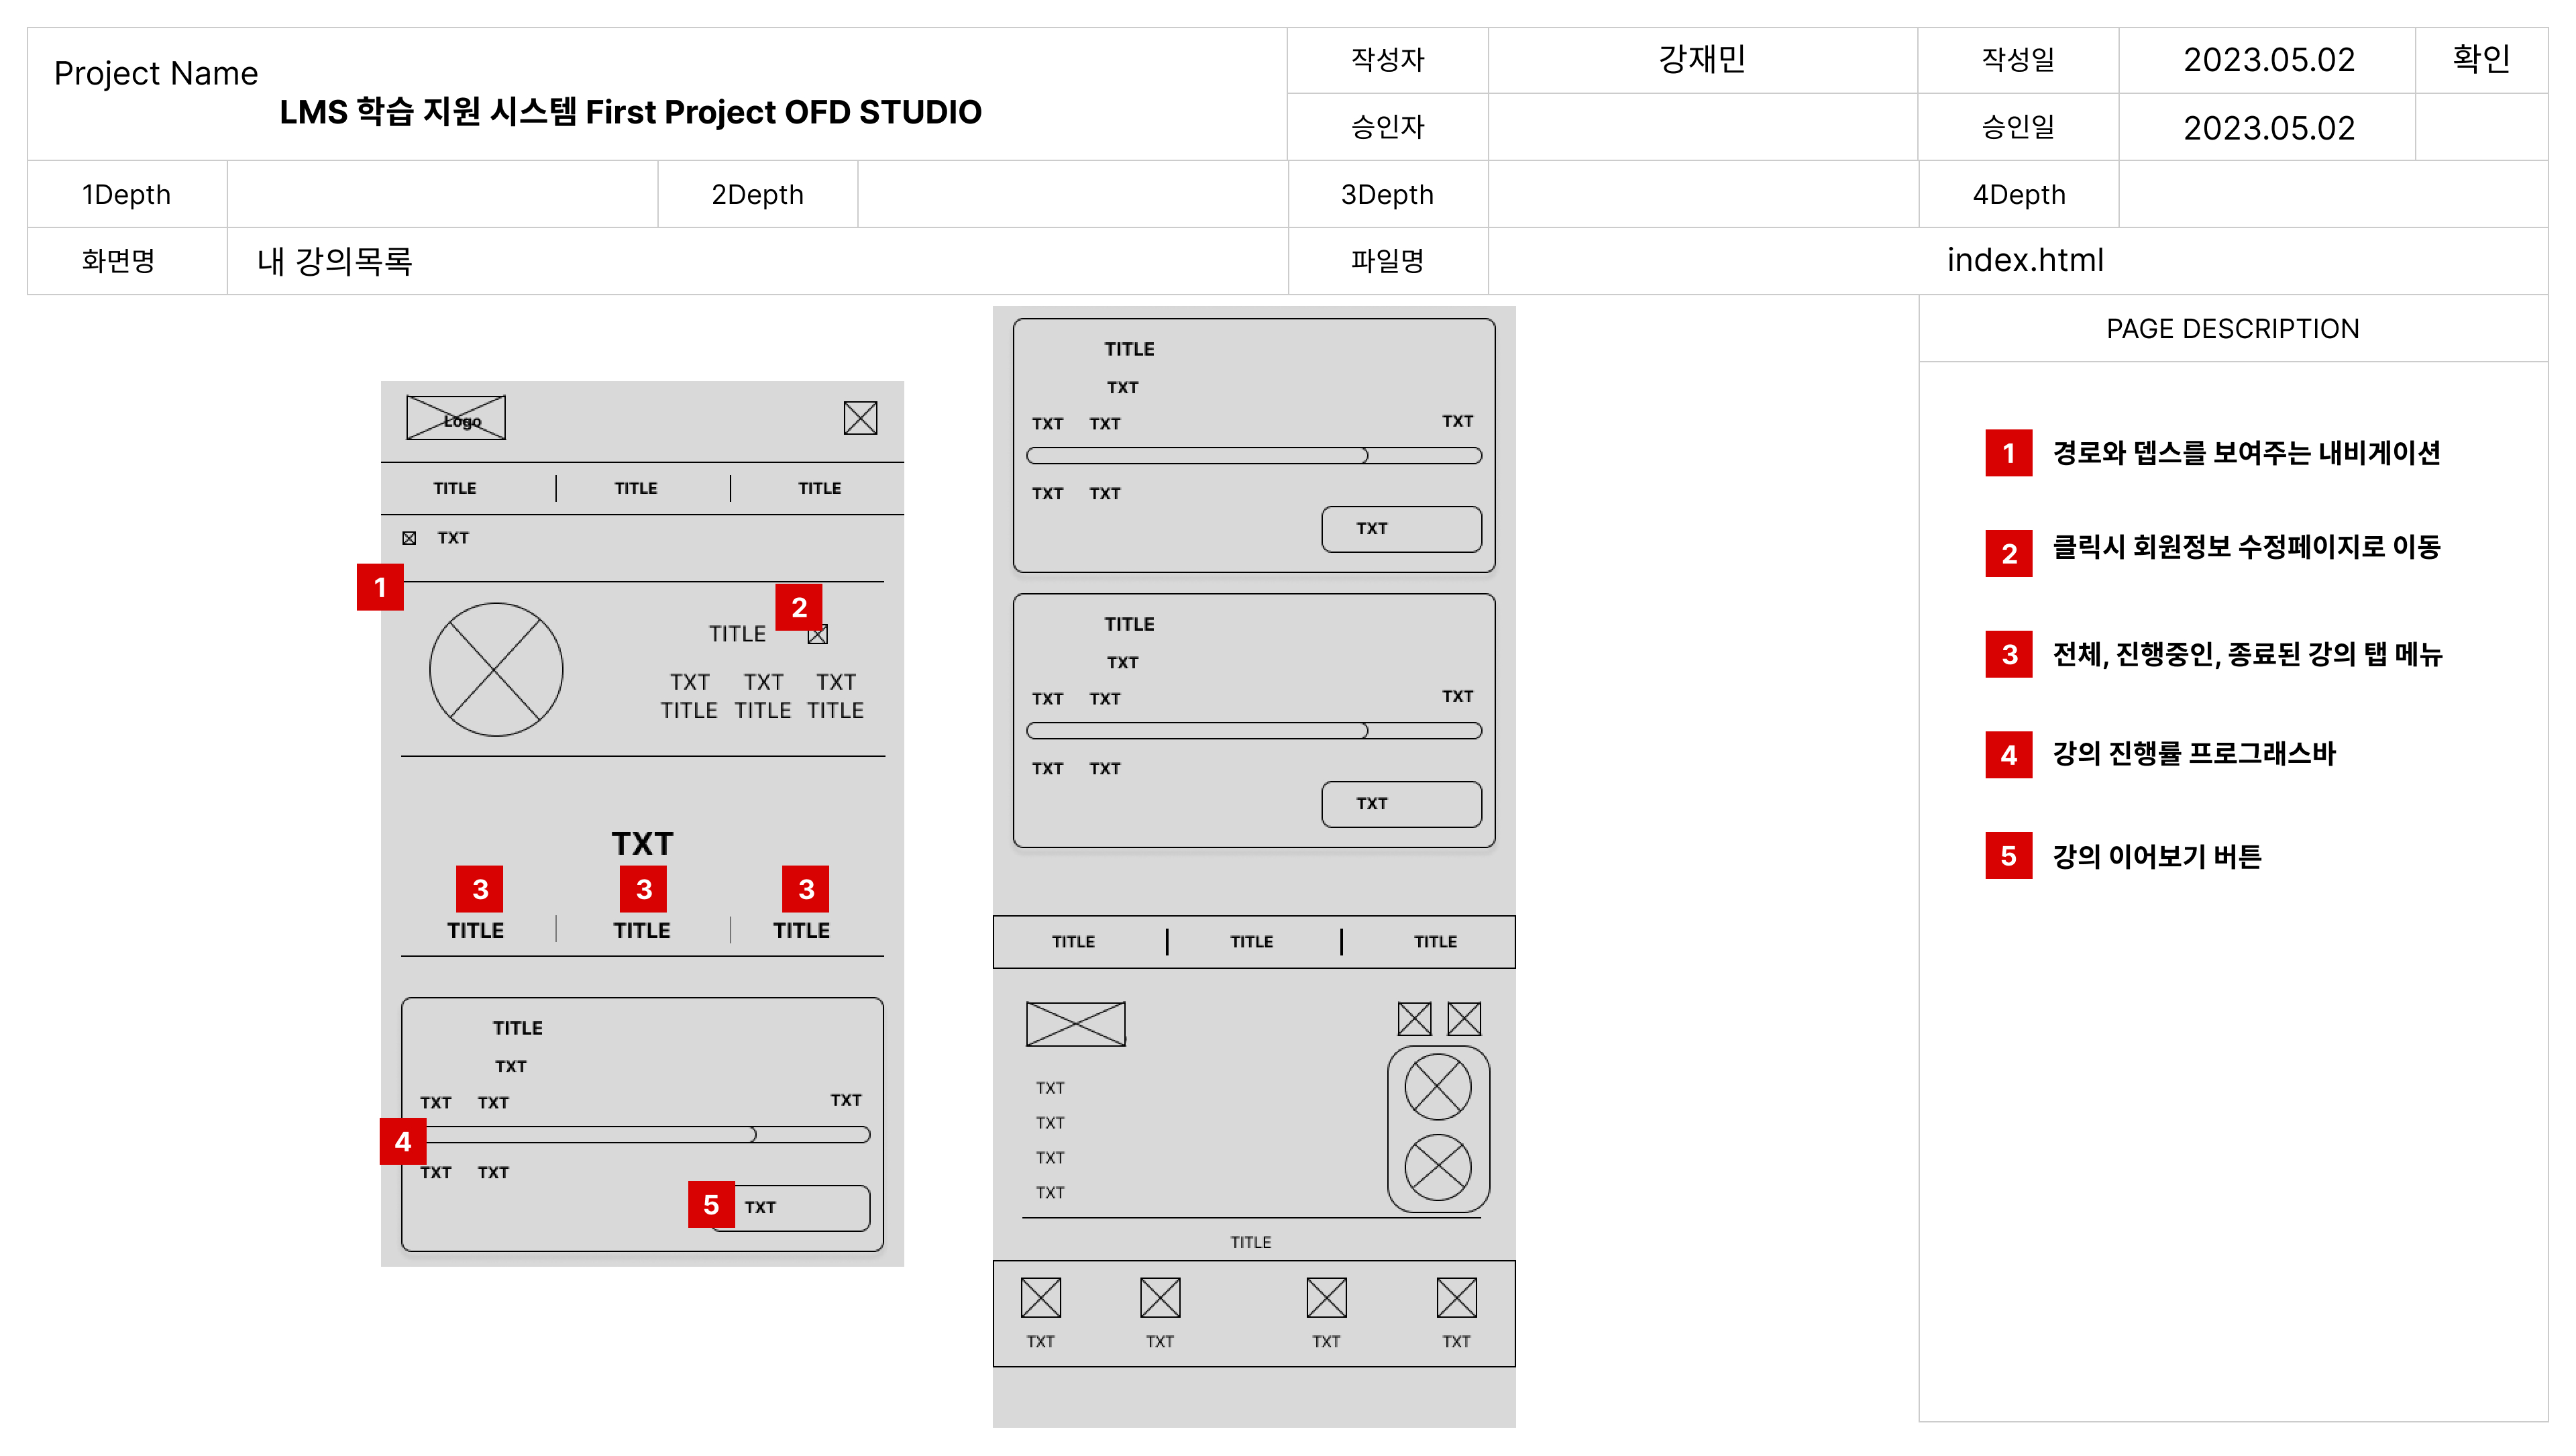 Project Name
LMS 학습 지원 시스템 First Project OFD STUDIO
작성자 강재민 작성일 2023.05.02 확인
승인자 승인일 2023.05.02
1Depth 2Depth 3Depth 4Depth
화면명 내 강의목록 파일명 index.html
Logo
TITLE TITLE TITLE
TXT
1
2
TITLE
TXT TXT TXT
TITLE TITLE TITLE
TXT
3 3 3
TITLE TITLE TITLE
TITLE
TXT
TXT TXT TXT
4
TXT TXT
5 TXT
TITLE
TXT
TXT TXT TXT
TXT TXT
TXT
TITLE
TXT
TXT TXT TXT
TXT TXT
TXT
TITLE TITLE TITLE
TXT
TXT
TXT
TXT
TITLE
TXT TXT TXT TXT
PAGE DESCRIPTION
1 경로와 뎁스를 보여주는 내비게이션
2 클릭시 회원정보 수정페이지로 이동
3 전체, 진행중인, 종료된 강의 탭 메뉴
4 강의 진행률 프로그래스바
5 강의 이어보기 버튼